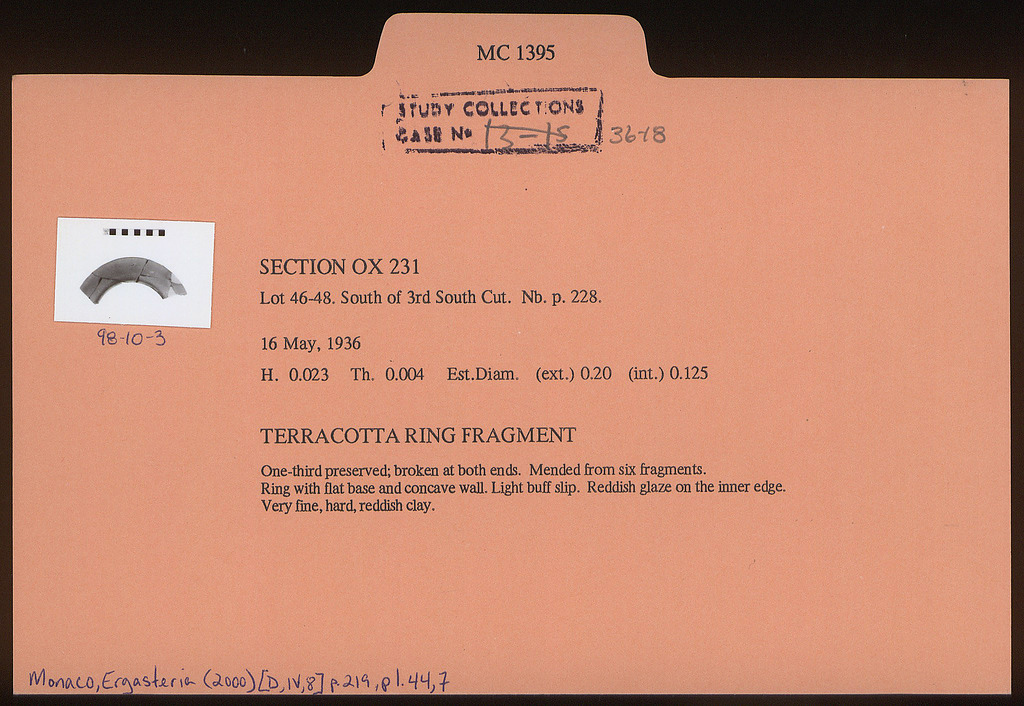 MC 1395
STUDY COLLECTIONS
CASE No 13-15 36-18
98-10-3
SECTION OX 231
Lot 46-48. South of 3rd South Cut. Nb. p. 228.
16 May, 1936
H. 0.023 Th. 0.004 Est.Diam. (ext.) 0.20 (int.) 0.125
TERRACOTTA RING FRAGMENT
One-third preserved; broken at both ends. Mended from six fragments.
Ring with flat base and concave wall. Light buff slip. Reddish glaze on the inner edge.
Very fine, hard, reddish clay.
Monaco, Ergasteria (2000) [D,IV,8] p.219, pl.44,7